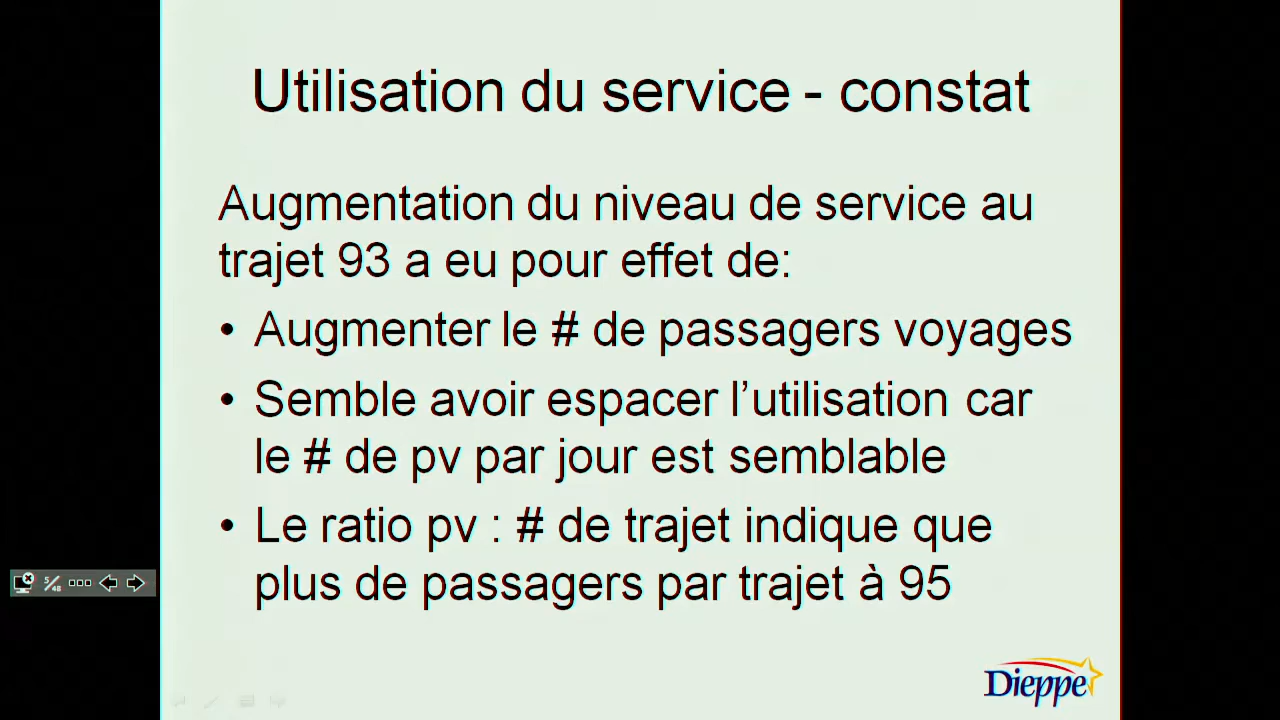 Utilisation du service - constat
Augmentation du niveau de service au
trajet 93 a eu pour effet de:
• Augmenter le # de passagers voyages
• Semble avoir espacer l’utilisation car
le # de pv par jour est semblable
• Le ratio pv : # de trajet indique que
plus de passagers par trajet à 95
5/48
Dieppe